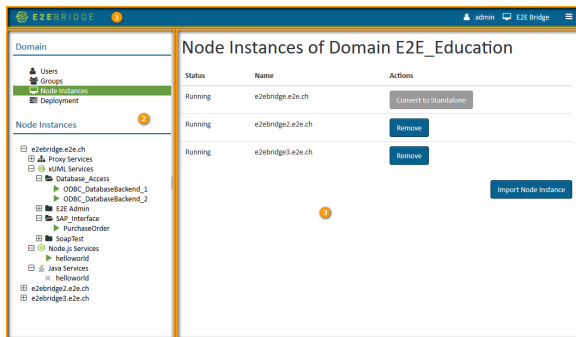 E2EBRIDGE
1
admin
E2E Bridge
Domain
Users
Groups
Node Instances
Deployment
2
Node Instances
e2ebridge.e2e.ch
Proxy Services
xUML Services
Database_Access
ODBC_DatabaseBackend_1
ODBC_DatabaseBackend_2
E2E Admin
SAP_Interface
PurchaseOrder
SoapTest
Node.js Services
helloworld
Java Services
helloworld
e2ebridge2.e2e.ch
e2ebridge3.e2e.ch
Node Instances of Domain E2E_Education
Status Name Actions
Running e2ebridge.e2e.ch Convert to Standalone
Running e2ebridge2.e2e.ch Remove
Running e2ebridge3.e2e.ch Remove
Import Node Instance
3